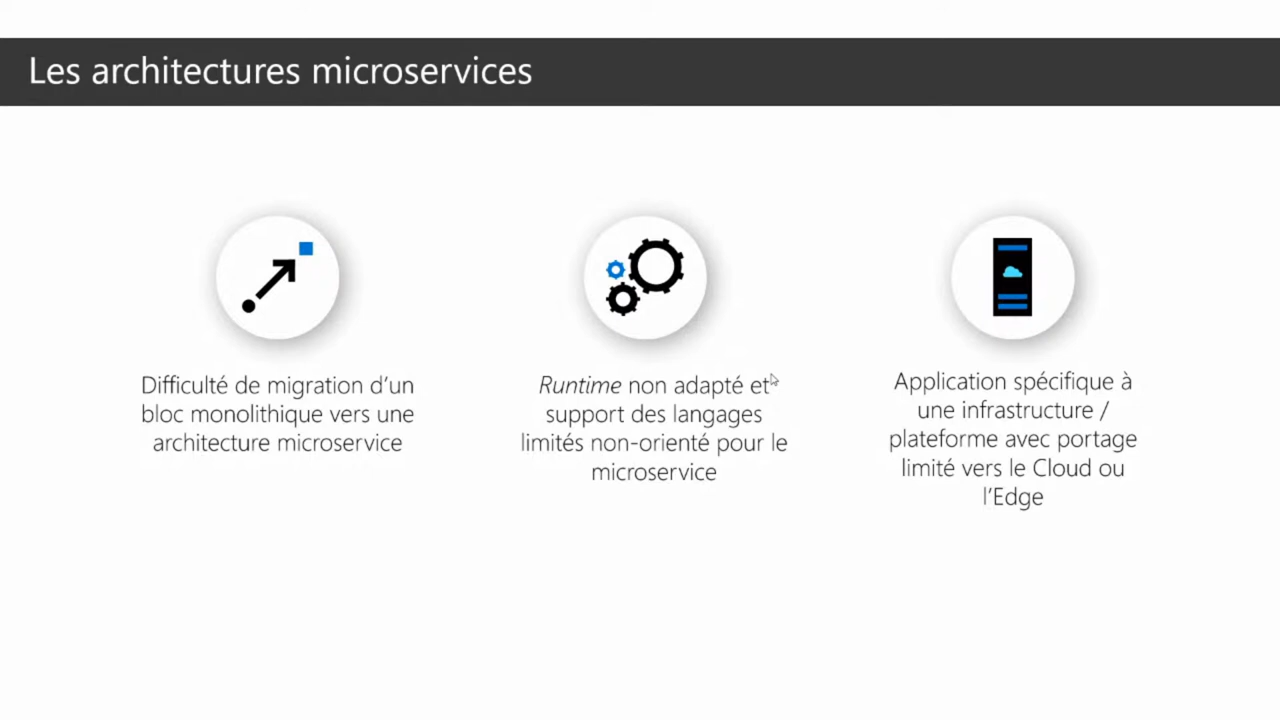 Les architectures microservices
Difficulté de migration d’un
bloc monolithique vers une
architecture microservice
Runtime non adapté et
support des langages
limités non-orienté pour le
microservice
Application spécifique à
une infrastructure /
plateforme avec portage
limité vers le Cloud ou
l’Edge